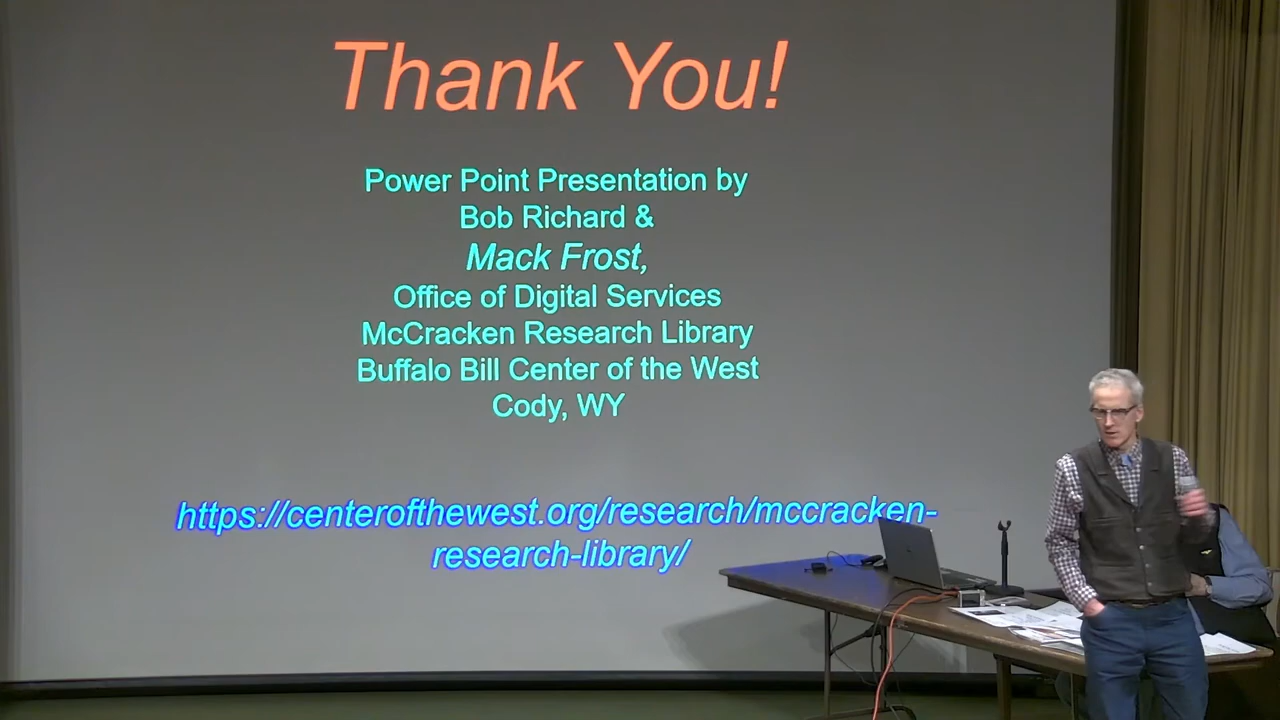 Thank You!
Power Point Presentation by
Bob Richard &
Mack Frost,
Office of Digital Services
McCracken Research Library
Buffalo Bill Center of the West
Cody, WY
https://centerofthewest.org/research/mccracken-
research-library/